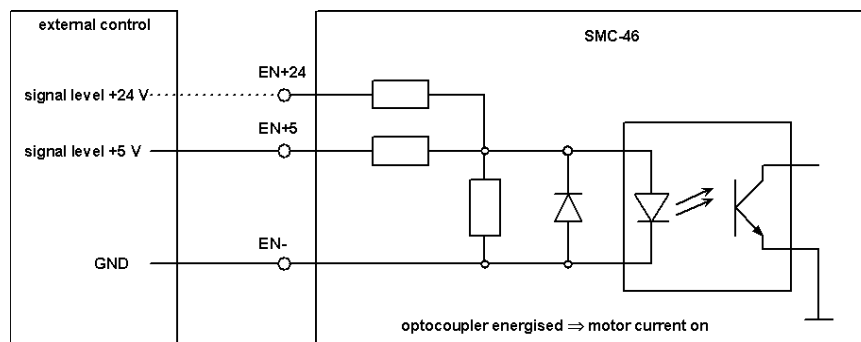 external control
SMC-46
EN+24
signal level +24 V
EN+5
signal level +5 V
EN-
GND
optocoupler energised ⇒ motor current on